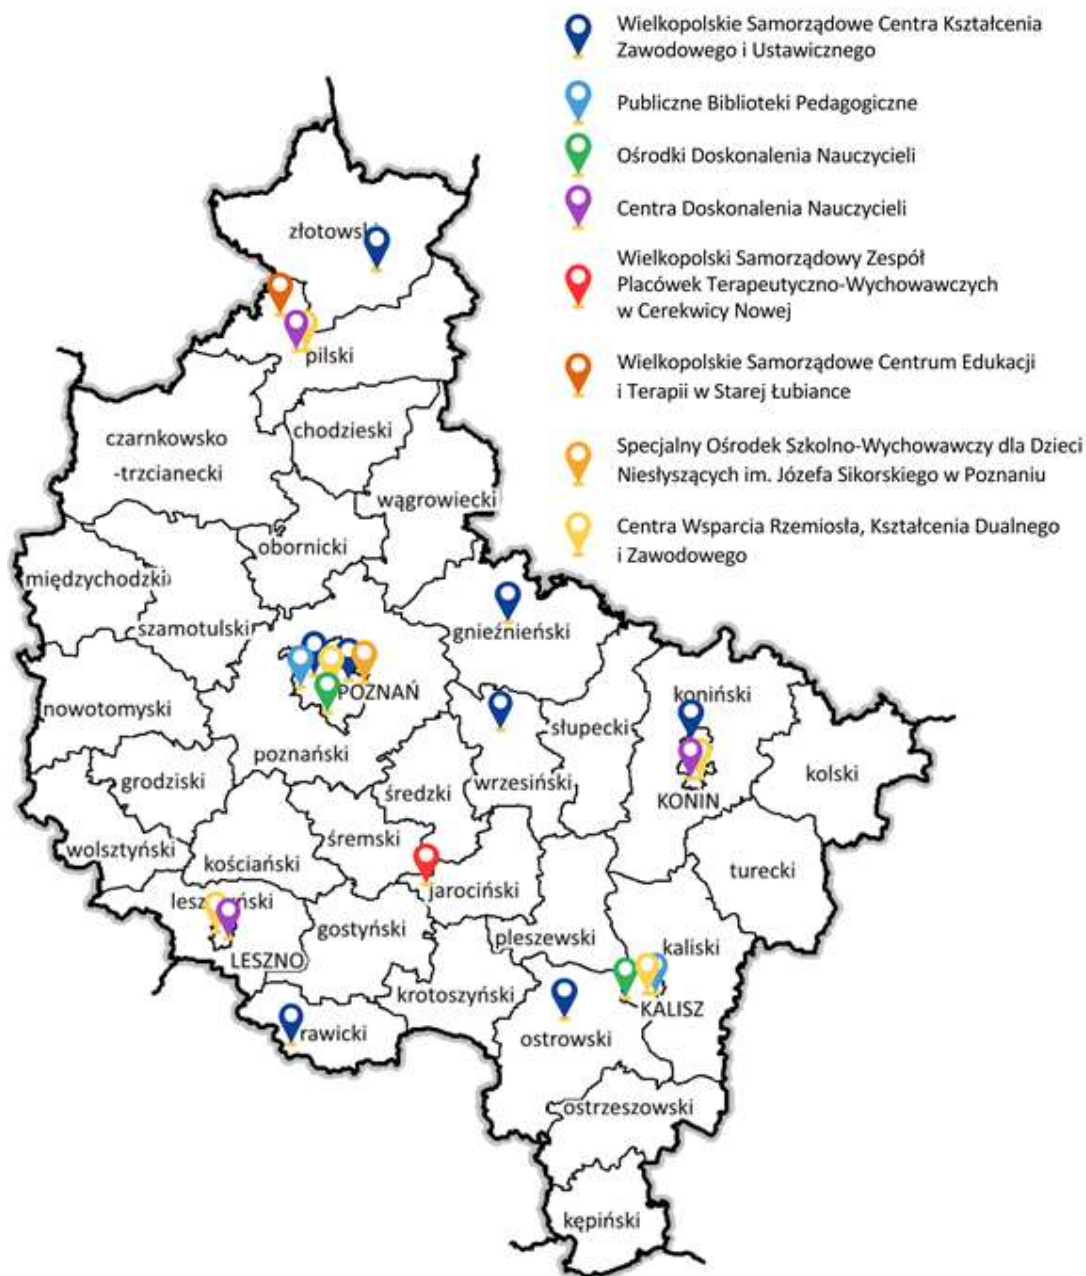 Wielkopolskie Samorządowe Centra Kształcenia
Zawodowego i Ustawicznego
Publiczne Biblioteki Pedagogiczne
Ośrodki Doskonalenia Nauczycieli
Centra Doskonalenia Nauczycieli
Wielkopolski Samorządowy Zespół
Placówek Terapeutyczno-Wychowawczych
w Cerekwicy Nowej
Wielkopolskie Samorządowe Centrum Edukacji
i Terapii w Starej Łubiance
Specjalny Ośrodek Szkolno-Wychowawczy dla Dzieci
Niesłyszących im. Józefa Sikorskiego w Poznaniu
Centra Wsparcia Rzemiosła, Kształcenia Dualnego
i Zawodowego
złotowski
pilski
chodzieski
czarnkowsko
-trzcianecki
wągrowiecki
obornicki
międzychodzki
szamotulski
gnieźnieński
POZNAŃ
koniński
nowotomyski
słupecki
poznański
grodziski
wrzesiński
kolski
średzki
KONIN
śremski
wolsztyński
kościański
turecki
jarociński
leszczyński
gostyński
pleszewski
kaliski
LESZNO
krotoszyński
KALISZ
rawicki
ostrowski
ostrzeszowski
kępiński